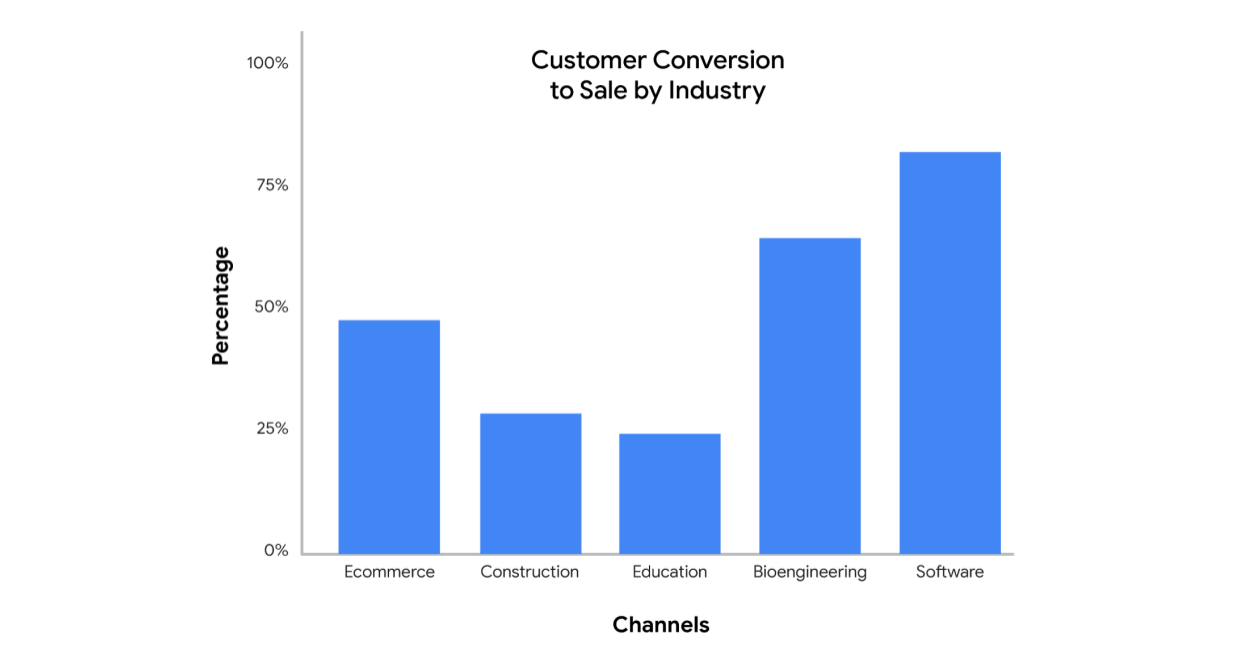 Customer Conversion
to Sale by Industry
100%
75%
50%
25%
0%
Percentage
Ecommerce
Construction
Education
Bioengineering
Software
Channels